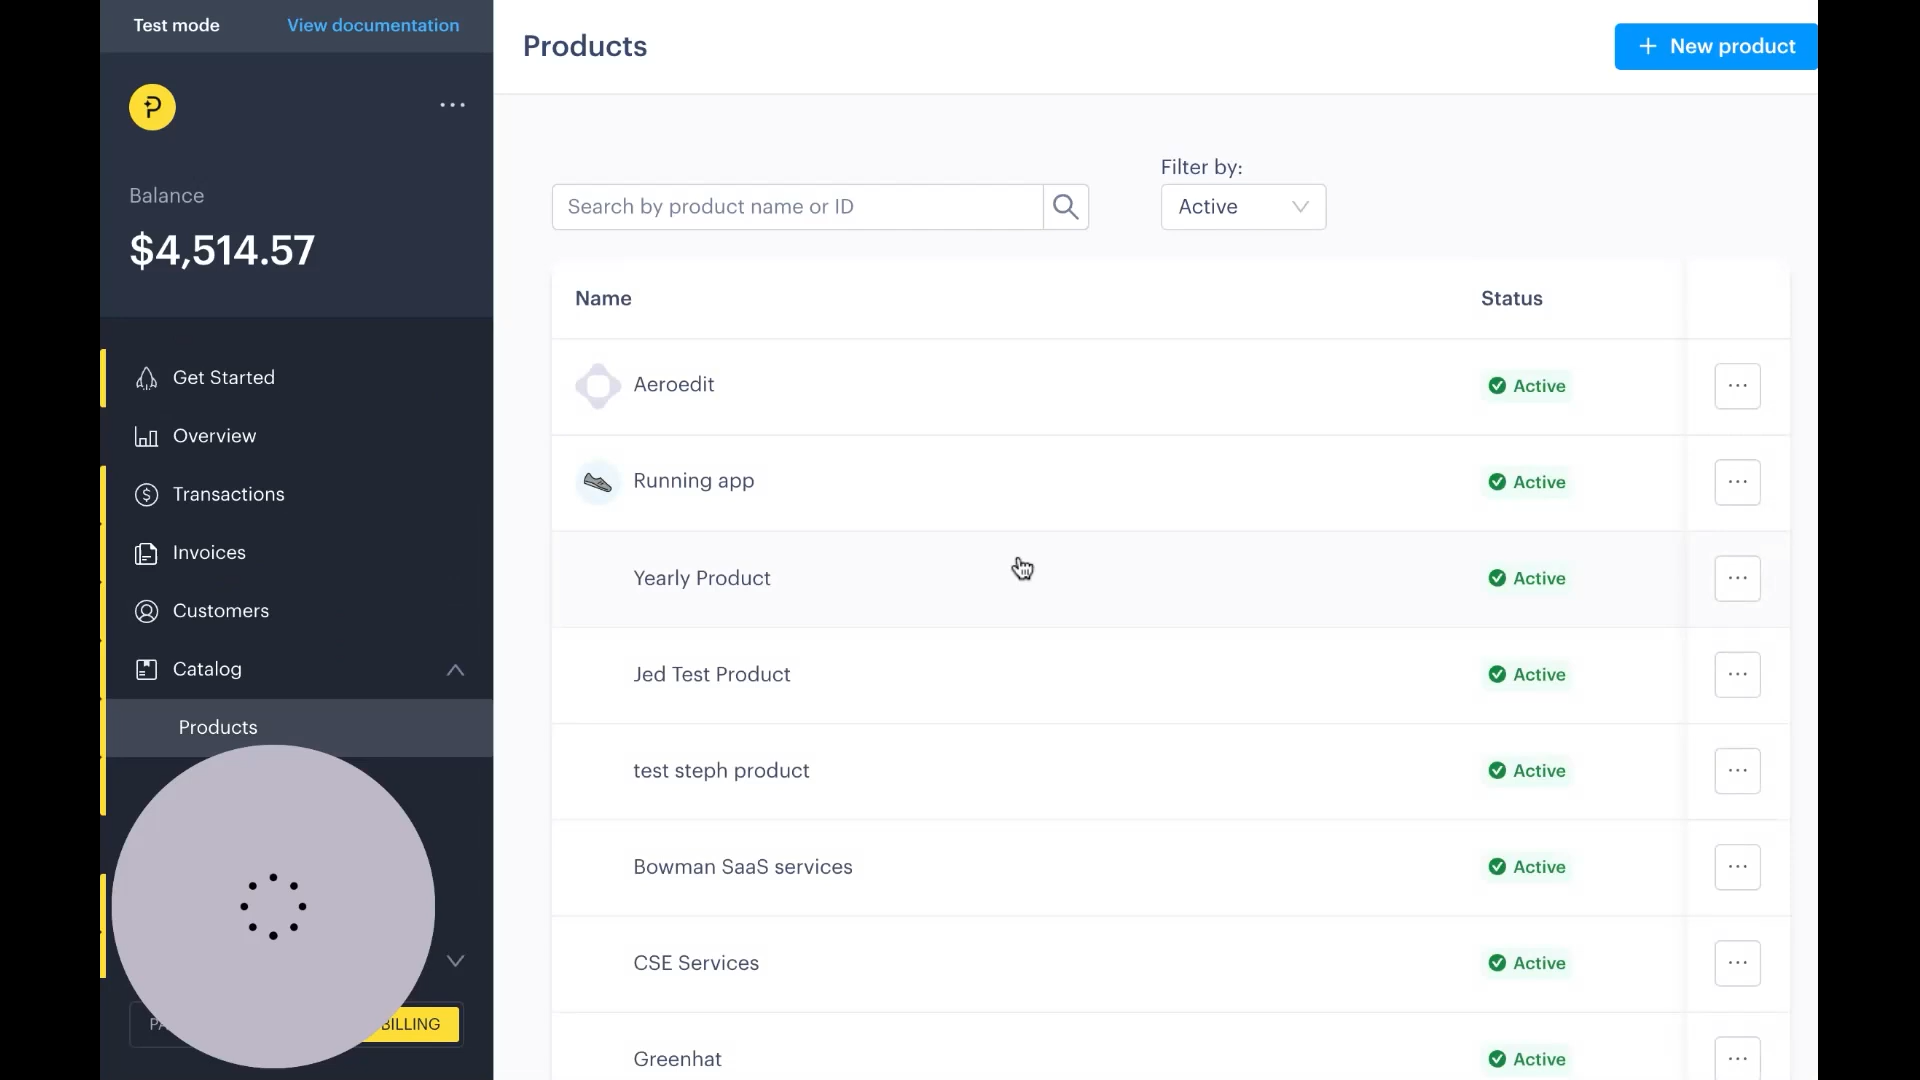 Test mode
View documentation
Balance
$4,514.57
Get Started
Overview
Transactions
Invoices
Customers
Catalog
Products
BILLING
Products
+ New product
Search by product name or ID
Filter by:
Active
Name
Status
Aeroedit
Active
Running app
Active
Yearly Product
Active
Jed Test Product
Active
test steph product
Active
Bowman SaaS services
Active
CSE Services
Active
Greenhat
Active